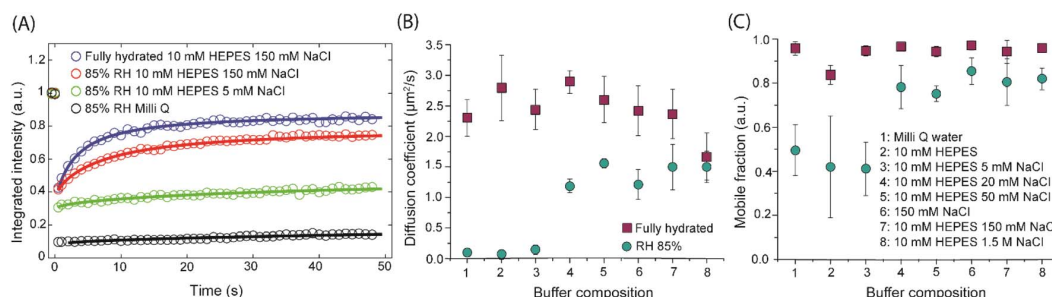 (A)
Fully hydrated 10 mM HEPES 150 mM NaCl
85% RH 10 mM HEPES 150 mM NaCl
85% RH 10 mM HEPES 5 mM NaCl
85% RH Milli Q
Integrated intensity (a.u.)
1.2
1
0.8
0.6
0.4
0.2
0
0
10
20
30
40
50
Time (s)
(B)
Diffusion coefficient (μm²/s)
3.5
3.0
2.5
2.0
1.5
1.0
0.5
0.0
Fully hydrated
RH 85%
1 2 3 4 5 6 7 8
Buffer composition
(C)
Mobile fraction (a.u.)
1.0
0.8
0.6
0.4
0.2
0.0
1: Milli Q water
2: 10 mM HEPES
3: 10 mM HEPES 5 mM NaCl
4: 10 mM HEPES 20 mM NaCl
5: 10 mM HEPES 50 mM NaCl
6: 150 mM NaCl
7: 10 mM HEPES 150 mM NaCl
8: 10 mM HEPES 1.5 M NaCl
1 2 3 4 5 6 7 8
Buffer composition